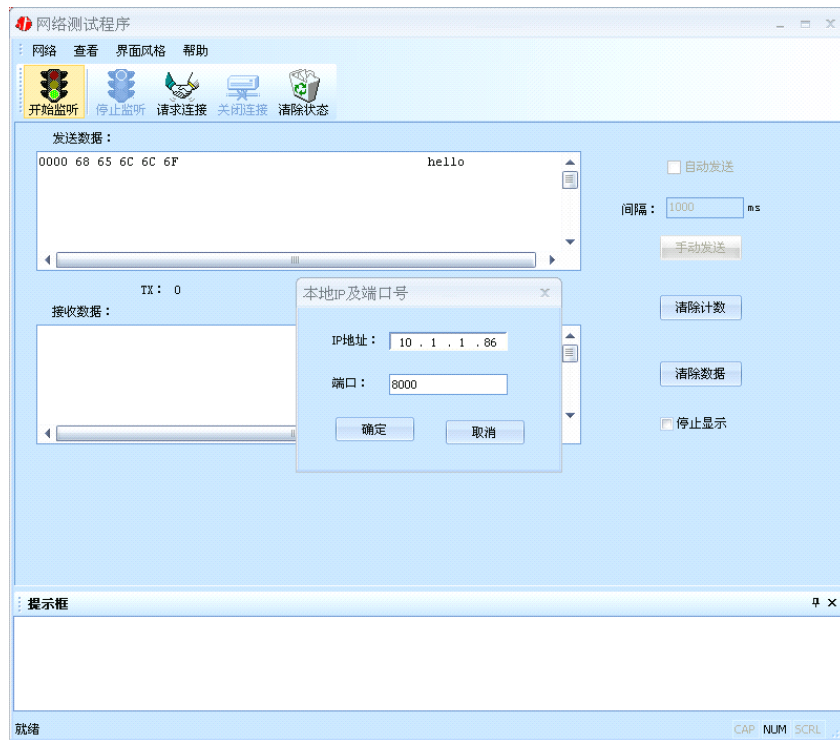 网络测试程序
网络 查看 界面风格 帮助
开始监听 停止监听 请求连接 关闭连接 清除状态
发送数据：
0000 68 65 6C 6C 6F hello
自动发送
间隔： 1000 ms
手动发送
TX： 0
接收数据：
清除计数
清除数据
停止显示
本地IP及端口号
IP地址： 10 . 1 . 1 .86
端口： 8000
确定 取消
提示框
就绪 CAP NUM SCRL